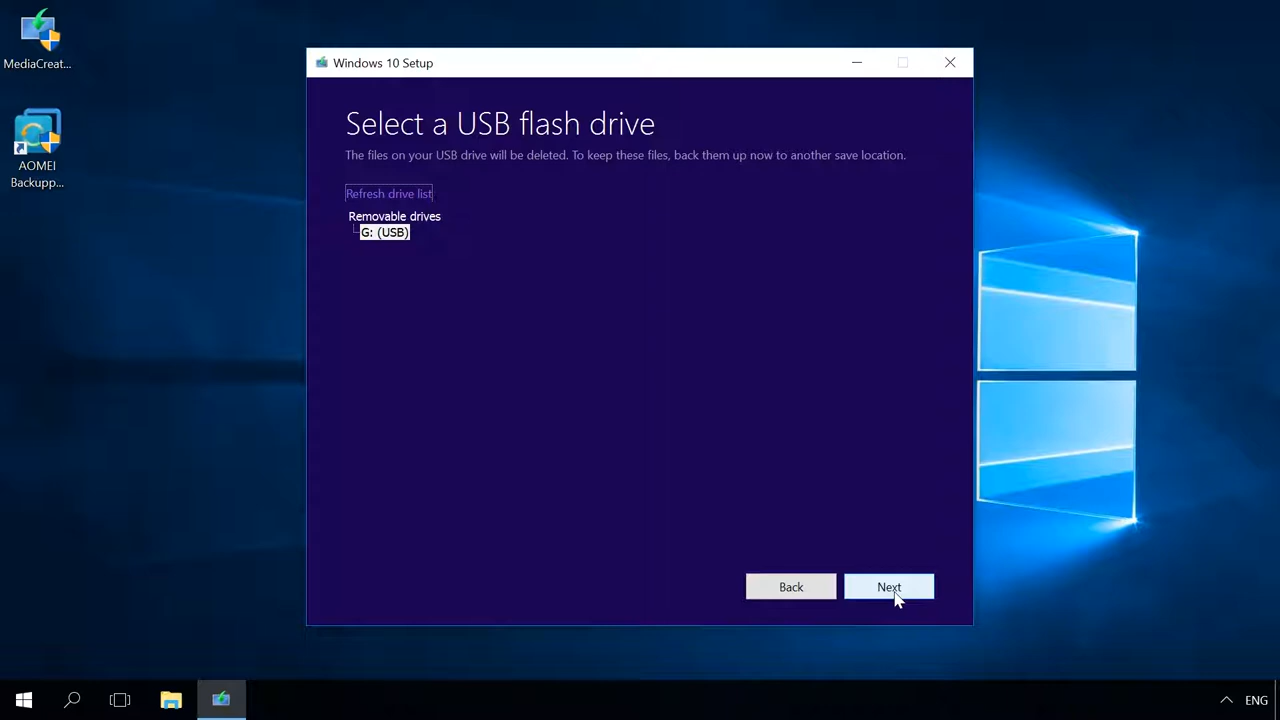 MediaCreat...
AOMEI
Backupp...
Windows 10 Setup
Select a USB flash drive
The files on your USB drive will be deleted. To keep these files, back them up now to another save location.
Refresh drive list
Removable drives
G: (USB)
Back
Next
ENG